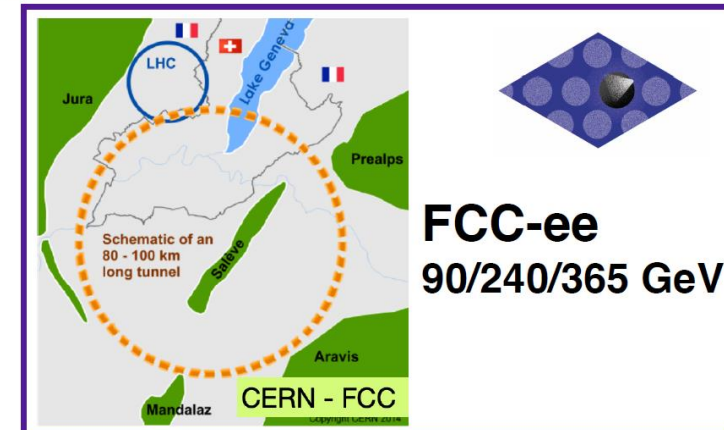 LHC
Jura
Lake Geneva
Prealps
Schematic of an
80 - 100 km
long tunnel
Salève
Aravis
Mandalaz
CERN - FCC
Copyright CERN 2014
FCC-ee
90/240/365 GeV